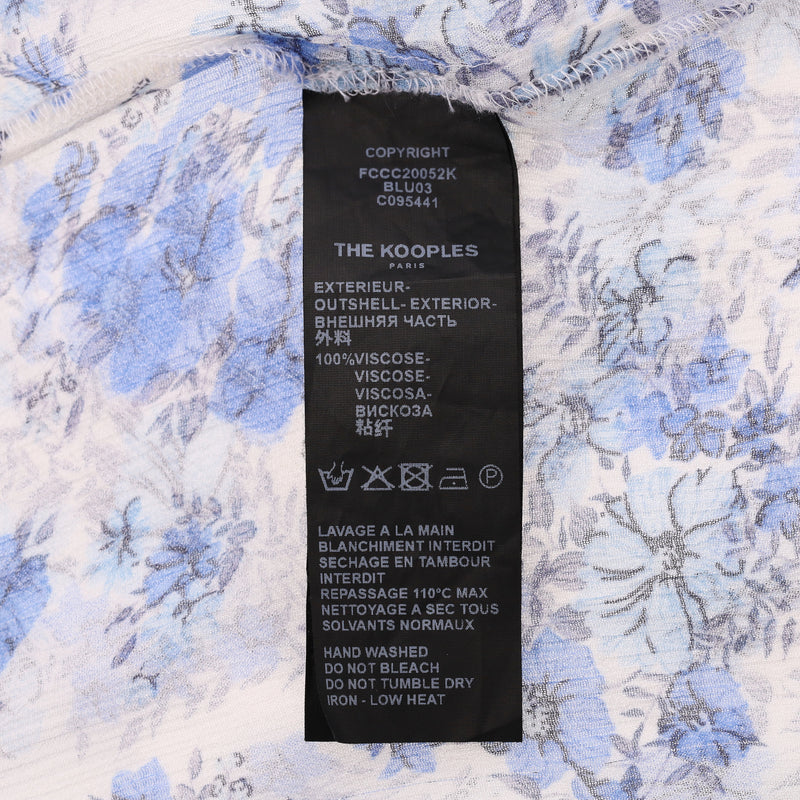 COPYRIGHT
FCCC20052K
BLU03
C095441
THE KOOPLES
PARIS
EXTERIEUR-
OUTSHELL- EXTERIOR-
ВНЕШНЯЯ ЧАСТЬ
外料
100%VISCOSE-
VISCOSE-
VISCOSA-
ВИСКОЗА
粘纤
P
LAVAGE A LA MAIN
BLANCHIMENT INTERDIT
SECHAGE EN TAMBOUR
INTERDIT
REPASSAGE 110°C MAX
NETTOYAGE A SEC TOUS
SOLVANTS NORMAUX
HAND WASHED
DO NOT BLEACH
DO NOT TUMBLE DRY
IRON - LOW HEAT